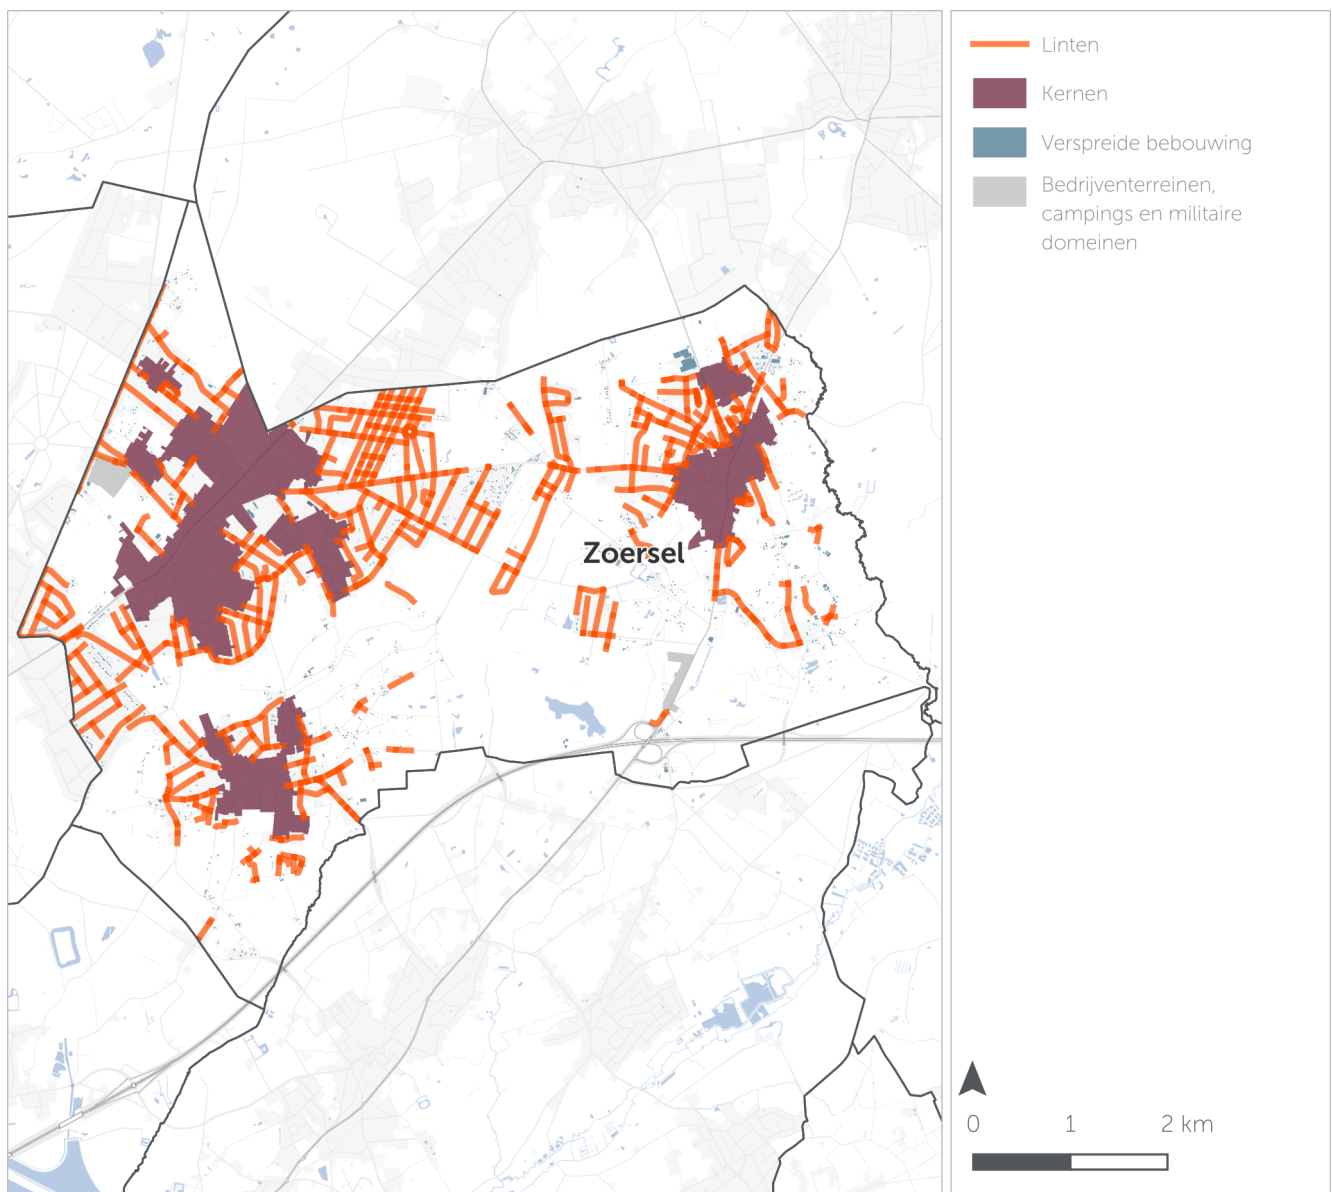 Linten
Kernen
Verspreide bebouwing
Bedrijventerreinen,
campings en militaire
domeinen
Zoersel
0 1 2 km